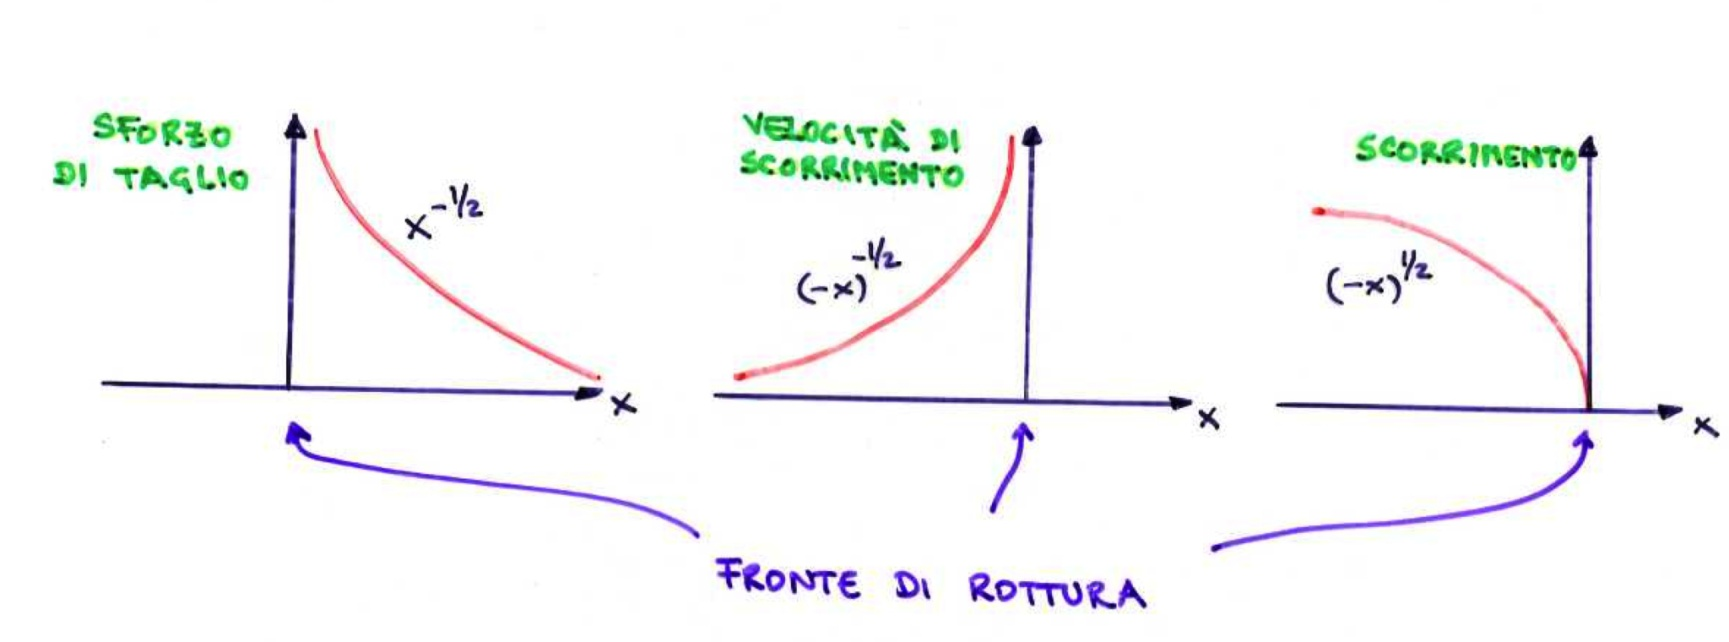 SFORZO
DI TAGLIO
x^{-1/2}
x
VELOCITÀ DI
SCORRIMENTO
(-x)^{-1/2}
x
SCORRIMENTO
(-x)^{1/2}
x
FRONTE DI ROTTURA